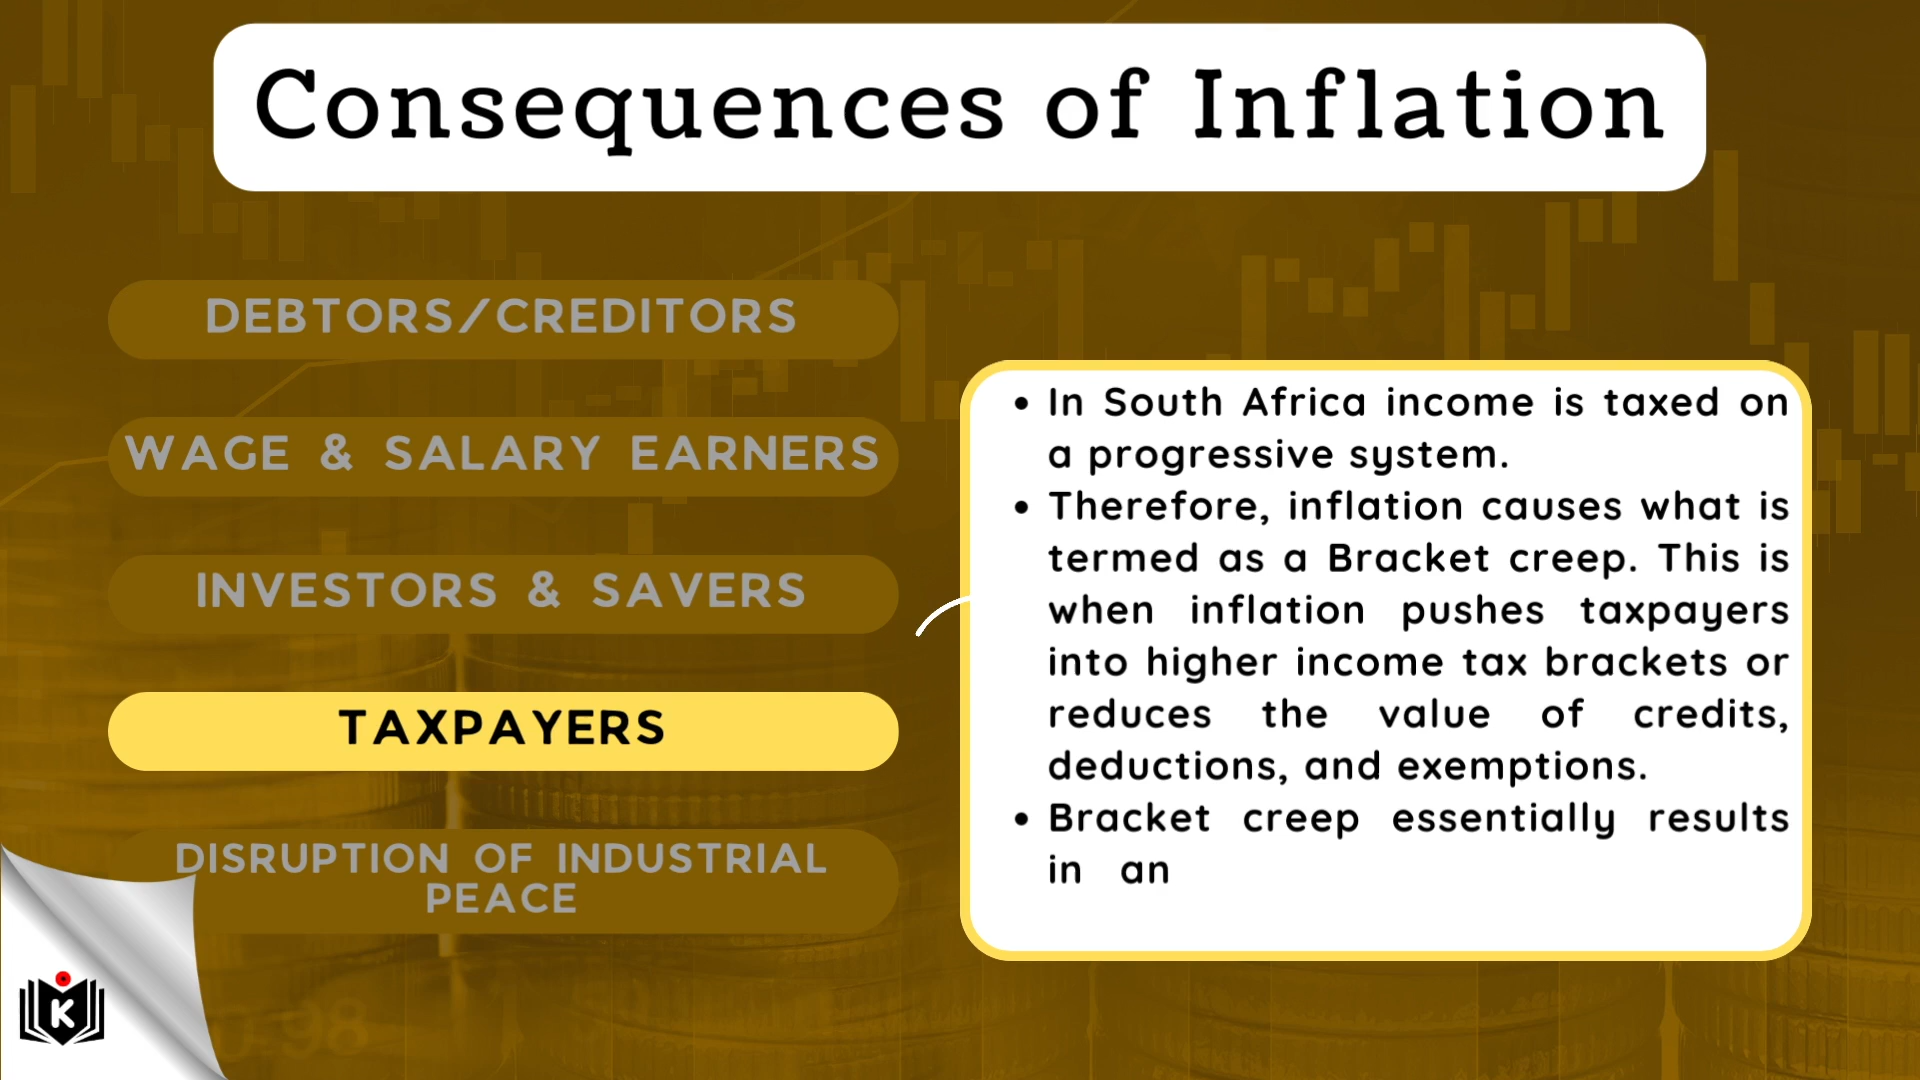 Consequences of Inflation
DEBTORS/CREDITORS
WAGE & SALARY EARNERS
INVESTORS & SAVERS
TAXPAYERS
DISRUPTION OF INDUSTRIAL
PEACE
• In South Africa income is taxed on
a progressive system.
• Therefore, inflation causes what is
termed as a Bracket creep. This is
when inflation pushes taxpayers
into higher income tax brackets or
reduces the value of credits,
deductions, and exemptions.
• Bracket creep essentially results
in an
K
0.98